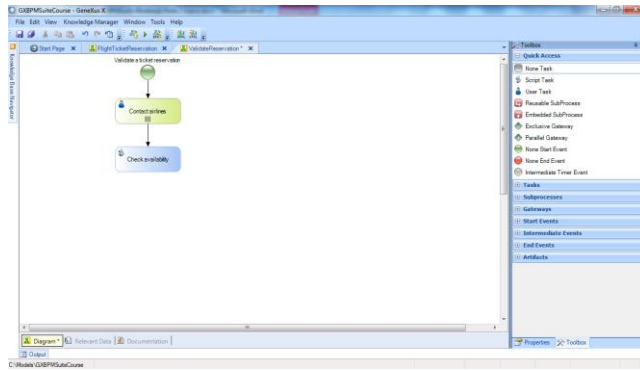 GXBPMSuiteCourse - GeneXus X
File Edit View Knowledge Manager Window Tools Help
Start Page FlightTicketReservation ValidateReservation *
Knowledge Base Navigator
Validate a ticket reservation
Contact airlines
Check availability
Toolbox
Quick Access
None Task
Script Task
User Task
Reusable SubProcess
Embedded SubProcess
Exclusive Gateway
Parallel Gateway
None Start Event
None End Event
Intermediate Timer Event
Tasks
Subprocesses
Gateways
Start Events
Intermediate Events
End Events
Artifacts
Diagram * Relevant Data Documentation
Properties Toolbox
Output
C:\Models\GXBPMSuiteCourse